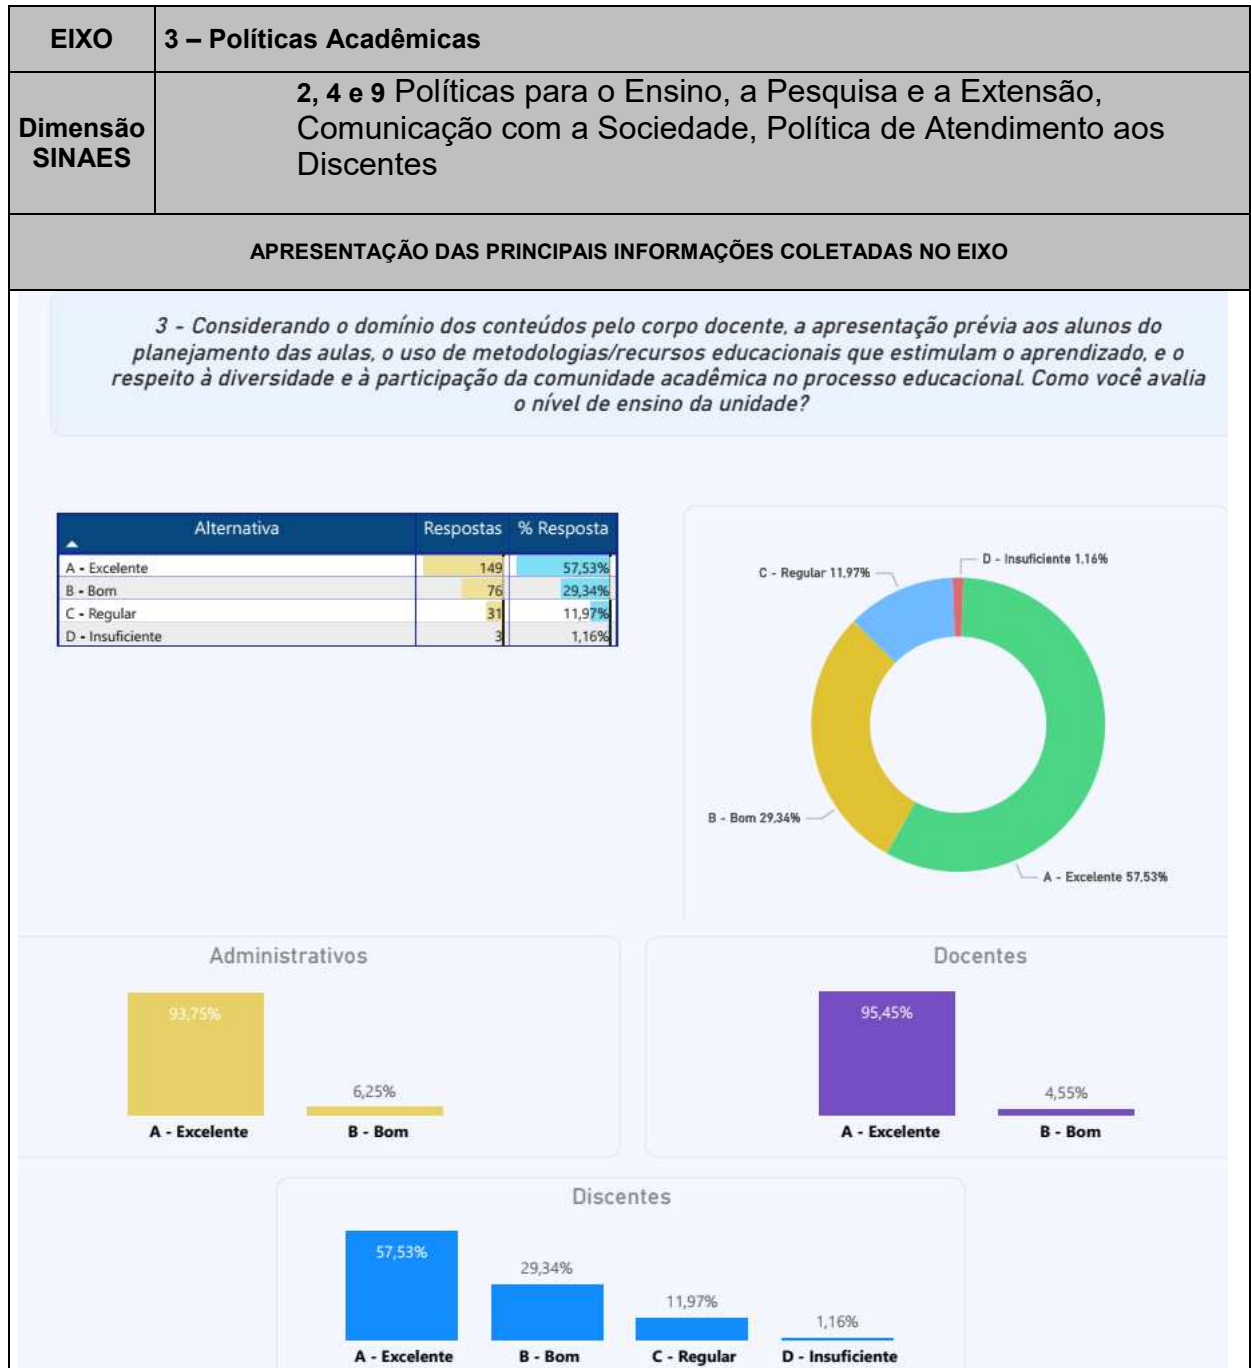 EIXO
3 – Políticas Acadêmicas
Dimensão
SINAES
2, 4 e 9 Políticas para o Ensino, a Pesquisa e a Extensão,
Comunicação com a Sociedade, Política de Atendimento aos
Discentes
APRESENTAÇÃO DAS PRINCIPAIS INFORMAÇÕES COLETADAS NO EIXO
3 - Considerando o domínio dos conteúdos pelo corpo docente, a apresentação prévia aos alunos do
planejamento das aulas, o uso de metodologias/recursos educacionais que estimulam o aprendizado, e o
respeito à diversidade e à participação da comunidade acadêmica no processo educacional. Como você avalia
o nível de ensino da unidade?
Alternativa Respostas % Resposta
A - Excelente 149 57,53%
B - Bom 76 29,34%
C - Regular 31 11,97%
D - Insuficiente 3 1,16%
D - Insuficiente 1,16%
C - Regular 11,97%
B - Bom 29,34%
A - Excelente 57,53%
Administrativos
93,75%
6,25%
A - Excelente B - Bom
Docentes
95,45%
4,55%
A - Excelente B - Bom
Discentes
57,53%
29,34%
11,97%
1,16%
A - Excelente B - Bom C - Regular D - Insuficiente